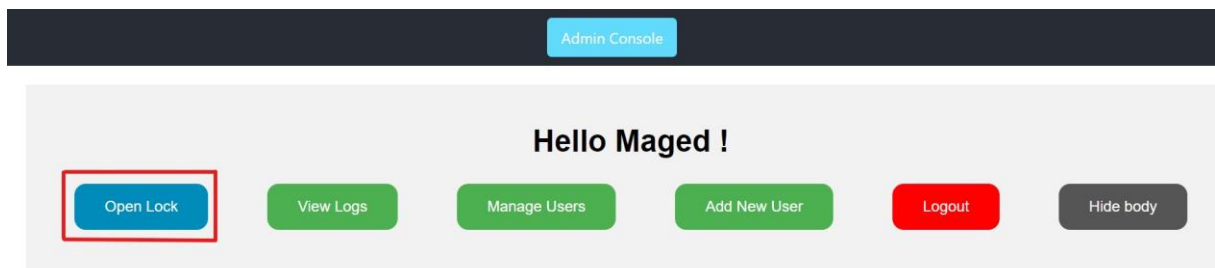 Admin Console
Hello Maged !
Open Lock View Logs Manage Users Add New User Logout Hide body